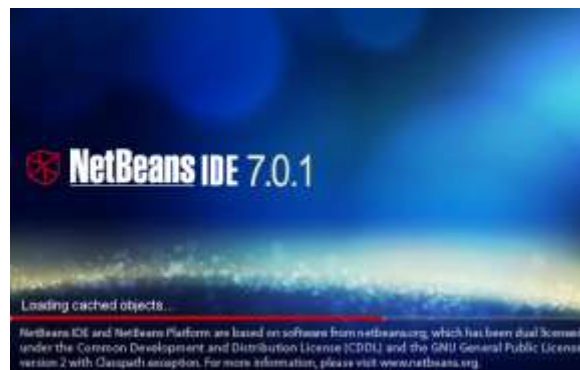 NetBeans IDE 7.0.1
Loading cached objects...
NetBeans IDE and NetBeans Platform are based on software from netbeans.org, which has been dual licensed
under the Common Development and Distribution License (CDDL) and the GNU General Public License
version 2 with Classpath exception. For more information, please visit www.netbeans.org.